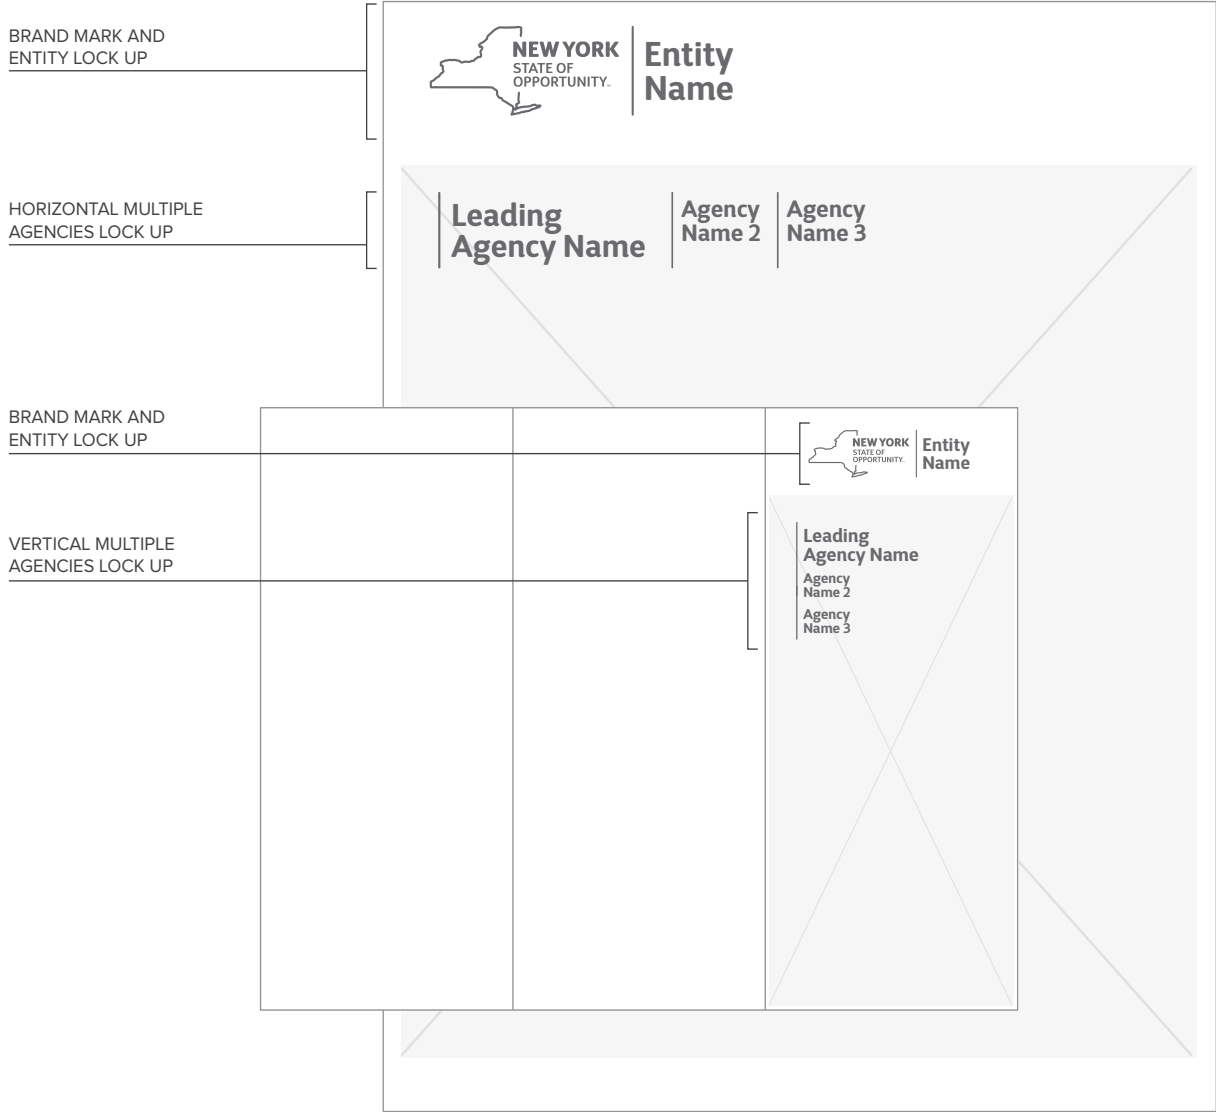 BRAND MARK AND
ENTITY LOCK UP
NEW YORK
STATE OF
OPPORTUNITY™
Entity
Name
HORIZONTAL MULTIPLE
AGENCIES LOCK UP
Leading
Agency Name
Agency
Name 2
Agency
Name 3
BRAND MARK AND
ENTITY LOCK UP
NEW YORK
STATE OF
OPPORTUNITY™
Entity
Name
VERTICAL MULTIPLE
AGENCIES LOCK UP
Leading
Agency Name
Agency
Name 2
Agency
Name 3